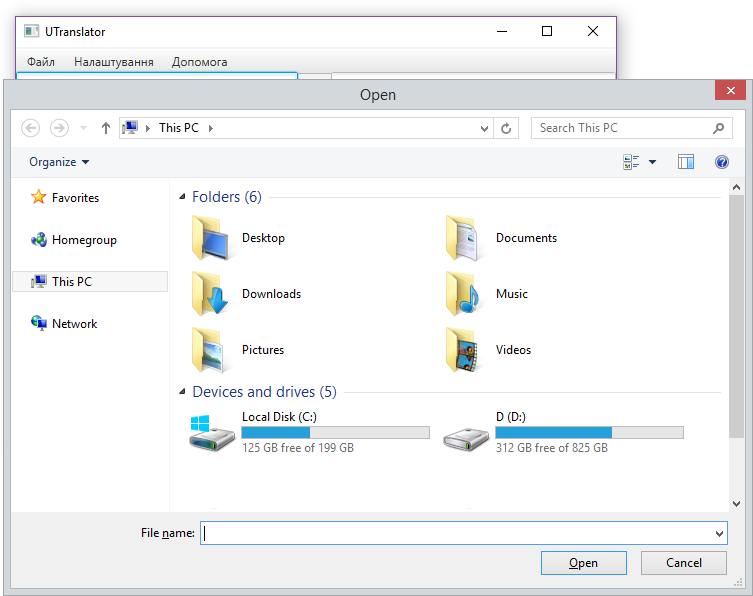 UTranslator
Файл Налаштування Допомога
Open
This PC
Search This PC
Organize
Favorites
Homegroup
This PC
Network
Folders (6)
Desktop
Documents
Downloads
Music
Pictures
Videos
Devices and drives (5)
Local Disk (C:)
125 GB free of 199 GB
D (D:)
312 GB free of 825 GB
File name:
Open
Cancel